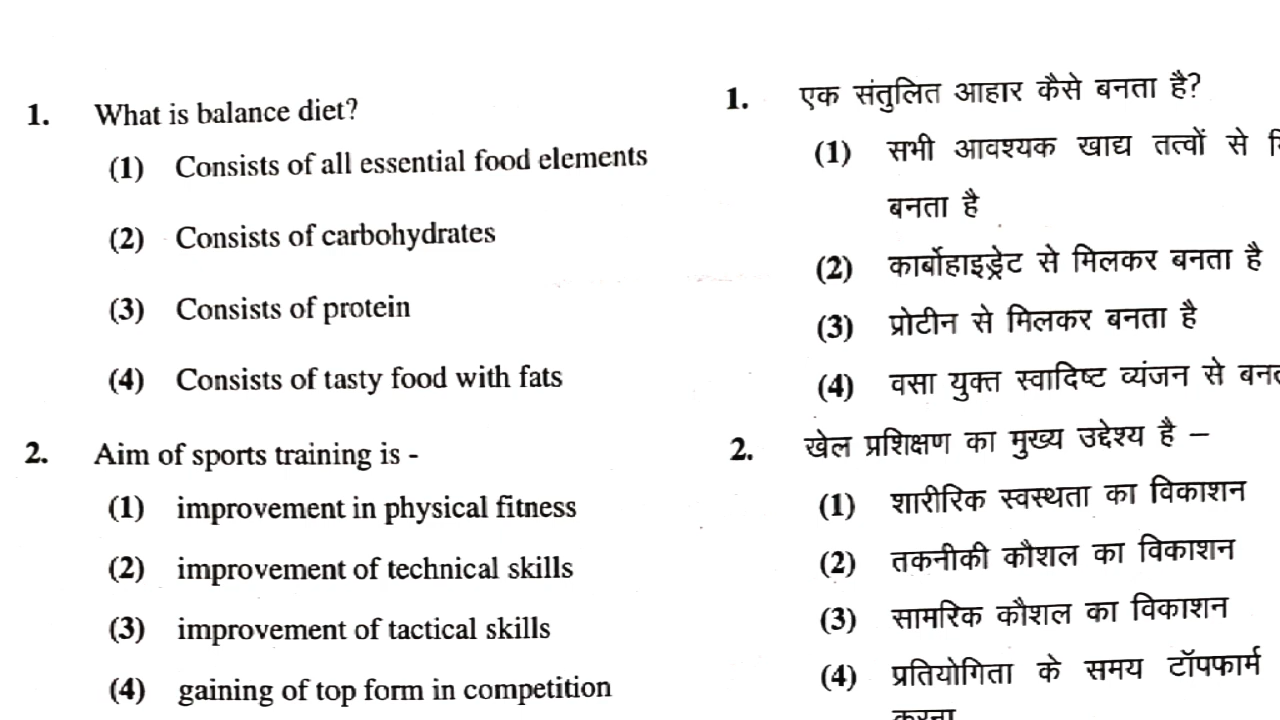 1. What is balance diet?
(1) Consists of all essential food elements
(2) Consists of carbohydrates
(3) Consists of protein
(4) Consists of tasty food with fats
2. Aim of sports training is -
(1) improvement in physical fitness
(2) improvement of technical skills
(3) improvement of tactical skills
(4) gaining of top form in competition
1. एक संतुलित आहार कैसे बनता है?
(1) सभी आवश्यक खाद्य तत्वों से
बनता है
(2) कार्बोहाइड्रेट से मिलकर बनता है
(3) प्रोटीन से मिलकर बनता है
(4) वसा युक्त स्वादिष्ट व्यंजन से
2. खेल प्रशिक्षण का मुख्य उद्देश्य है –
(1) शारीरिक स्वस्थता का विकाशन
(2) तकनीकी कौशल का विकाशन
(3) सामरिक कौशल का विकाशन
(4) प्रतियोगिता के समय टॉपफार्म